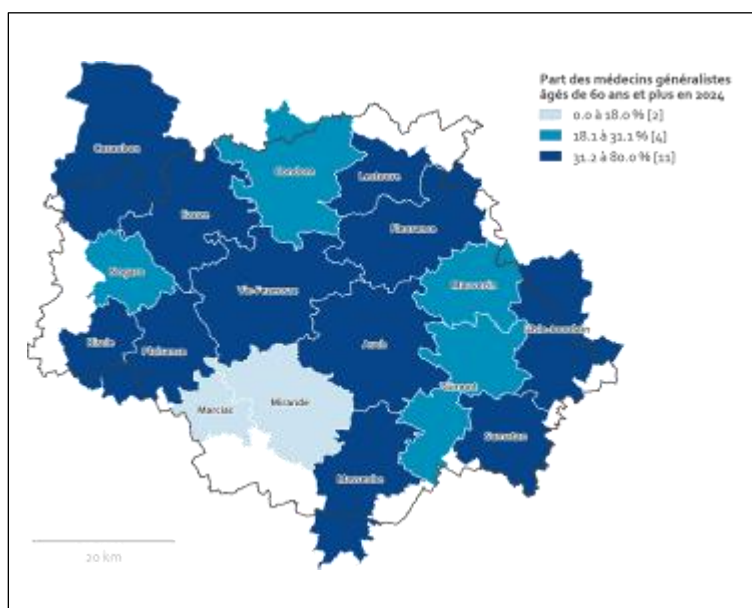 Part des médecins généralistes
âgés de 60 ans et plus en 2024
0.0 à 18.0 % [2]
18.1 à 31.1 % [4]
31.2 à 80.0 % [11]
Cazaubon
Condom
Lectoure
Eauze
Fleurance
Nogaro
Mauvezin
Vic-Fezensac
Riscle
Plaisance
Auch
Samatan
Marciac
Mirande
Masseube
20 km